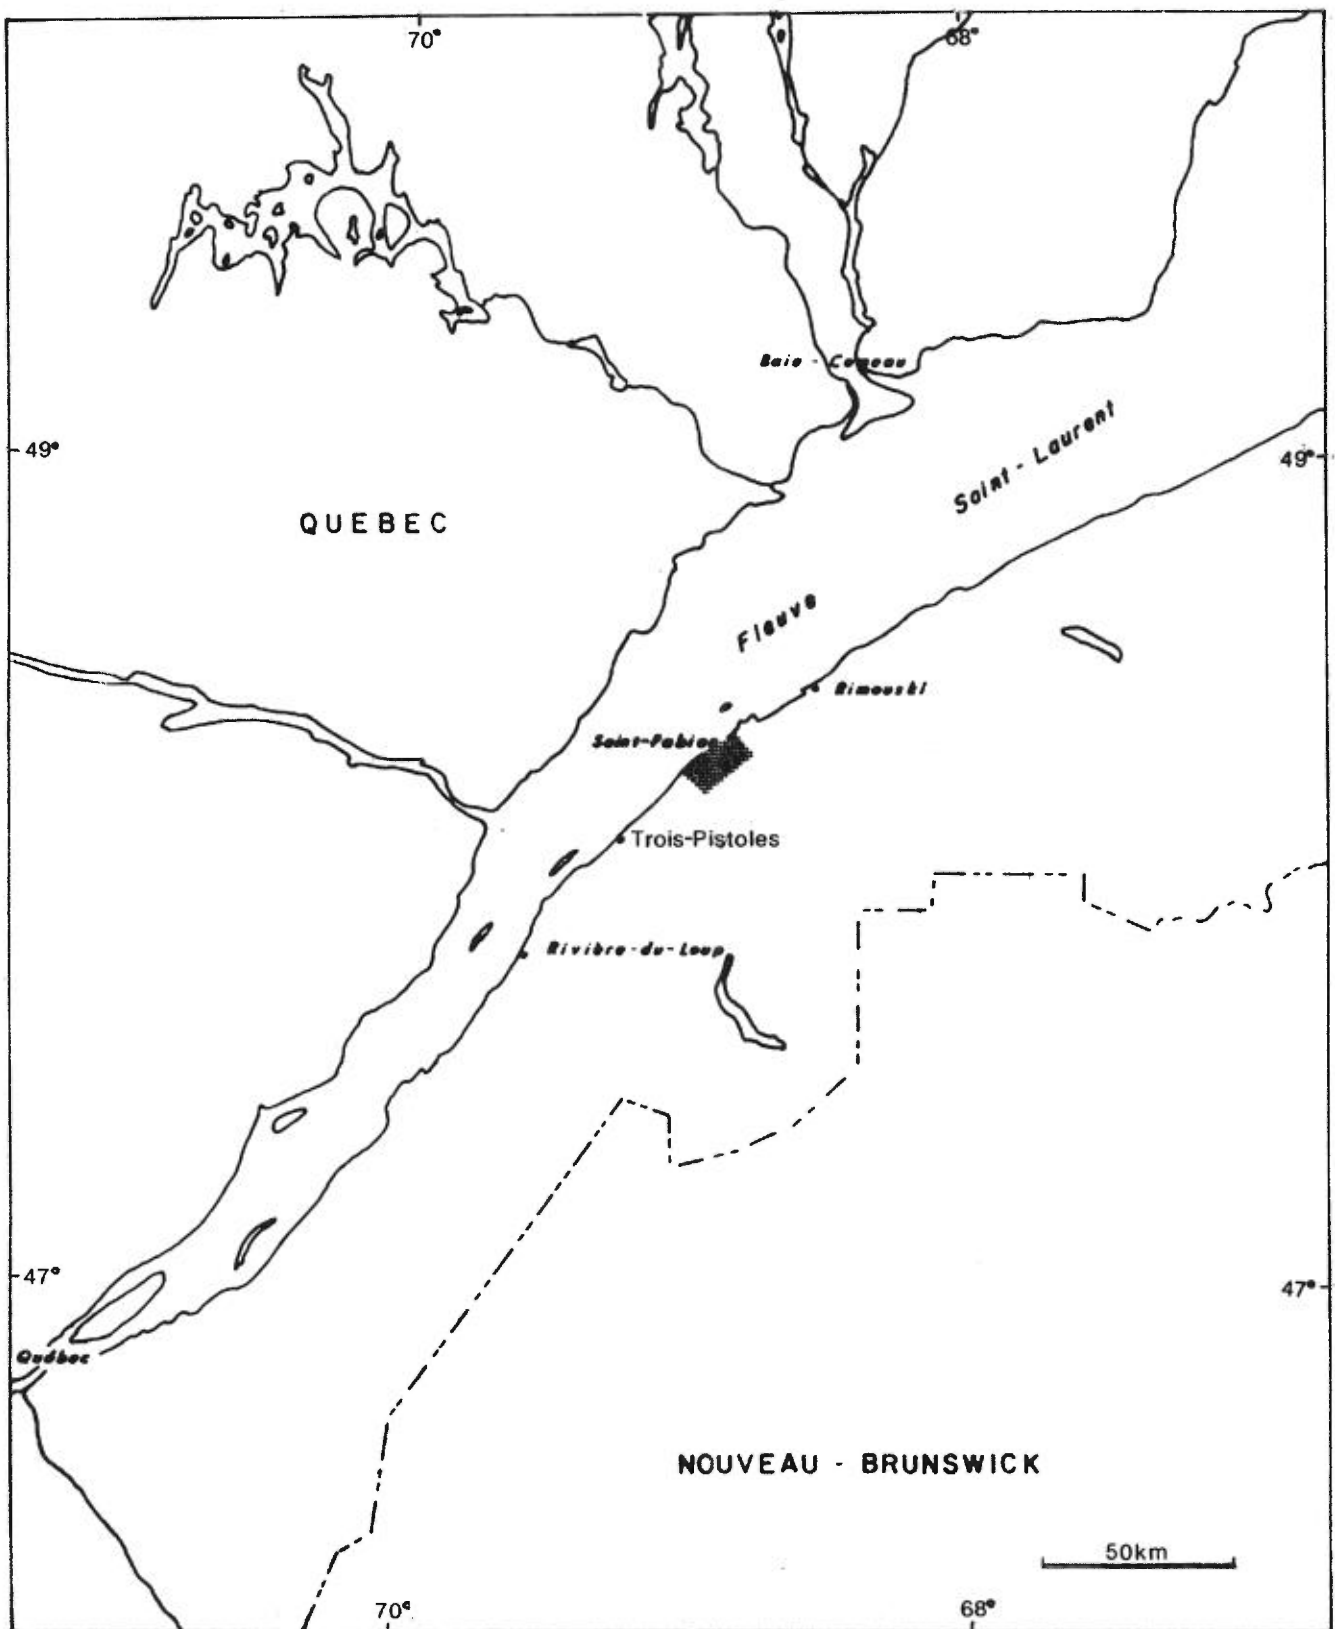 70°
68°
Baie - Comeau
49°
Saint - Laurent
49°
QUEBEC
Fleuve
Rimouski
Saint-Fabien
Trois-Pistoles
Rivière-du-Loup
47°
47°
Québec
NOUVEAU - BRUNSWICK
50km
70°
68°